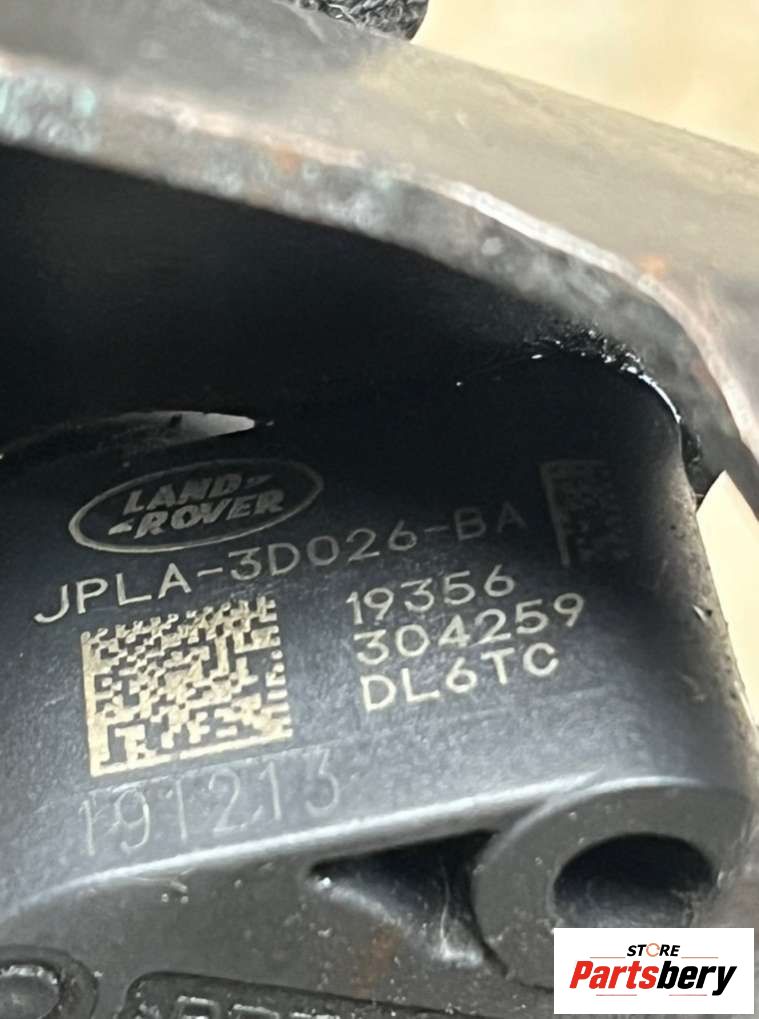 LAND-
-ROVER
JPLA-3D026-BA
19356
304259
DL6TC
191213
STORE
Partsbery